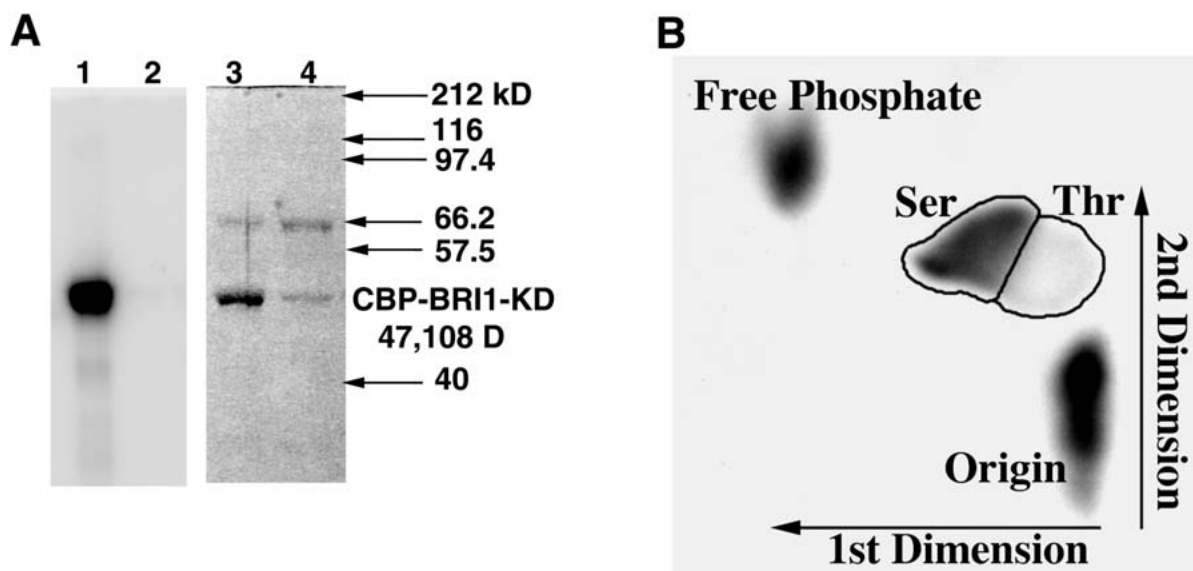 A
1 2 3 4
212 kD
116
97.4
66.2
57.5
CBP-BRI1-KD
47,108 D
40
B
Free Phosphate
Ser Thr
Origin
1st Dimension
2nd Dimension